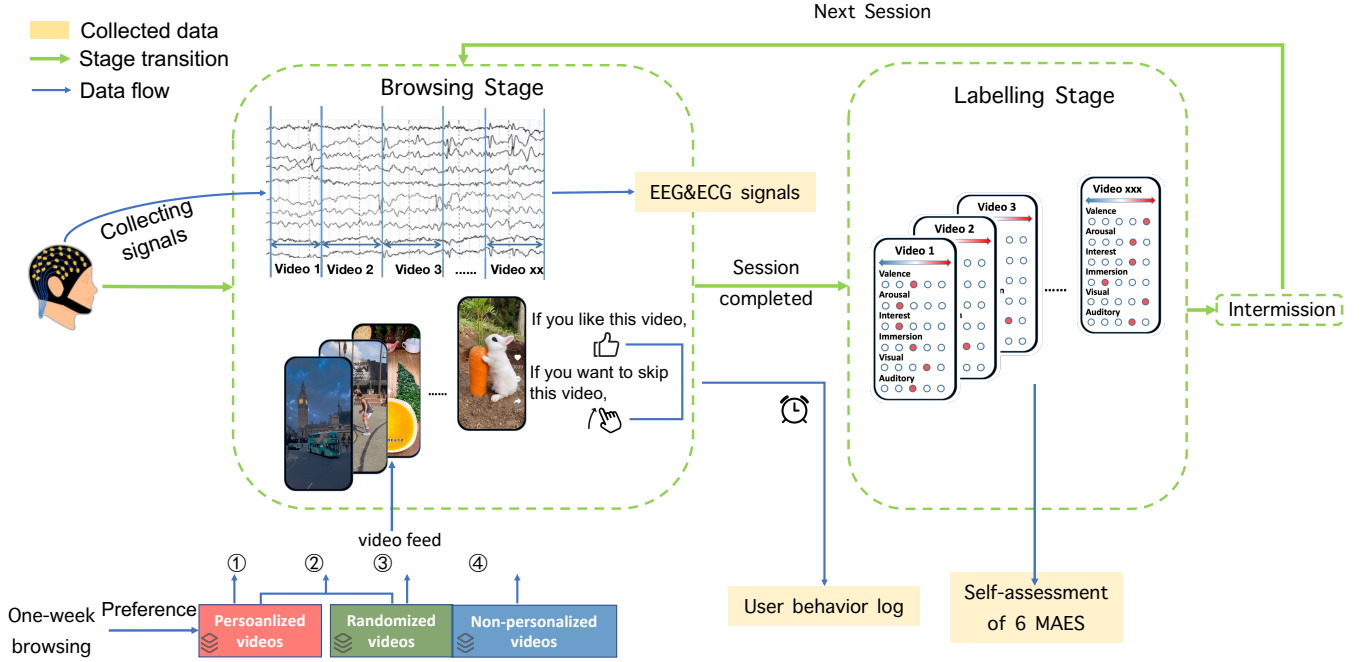 Next Session
Collected data
Stage transition
Data flow
Browsing Stage
Labelling Stage
Collecting
signals
EEG&ECG signals
Video 1
Video 2
Video 3
......
Video xx
Session
completed
Video xxx
Valence
Arousal
Interest
Immersion
Visual
Auditory
Video 3
Video 2
Video 1
Valence
Arousal
Interest
Immersion
Visual
Auditory
......
Intermission
If you like this video,
If you want to skip
this video,
......
video feed
① ② ③ ④
One-week
browsing
Preference
Persoanlized
videos
Randomized
videos
Non-personalized
videos
User behavior log
Self-assessment
of 6 MAES